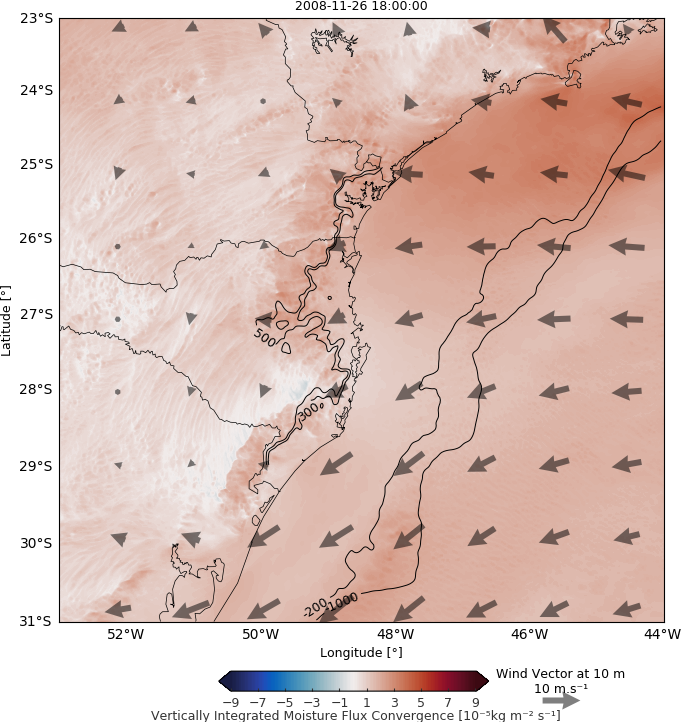 2008-11-26 18:00:00
23°S
24°S
25°S
26°S
27°S
28°S
29°S
30°S
31°S
Latitude [°]
500
300
-200
-1000
52°W 50°W 48°W 46°W 44°W
Longitude [°]
Wind Vector at 10 m
10 m.s⁻¹
−9 −7 −5 −3 −1 1 3 5 7 9
Vertically Integrated Moisture Flux Convergence [10⁻⁵kg m⁻² s⁻¹]